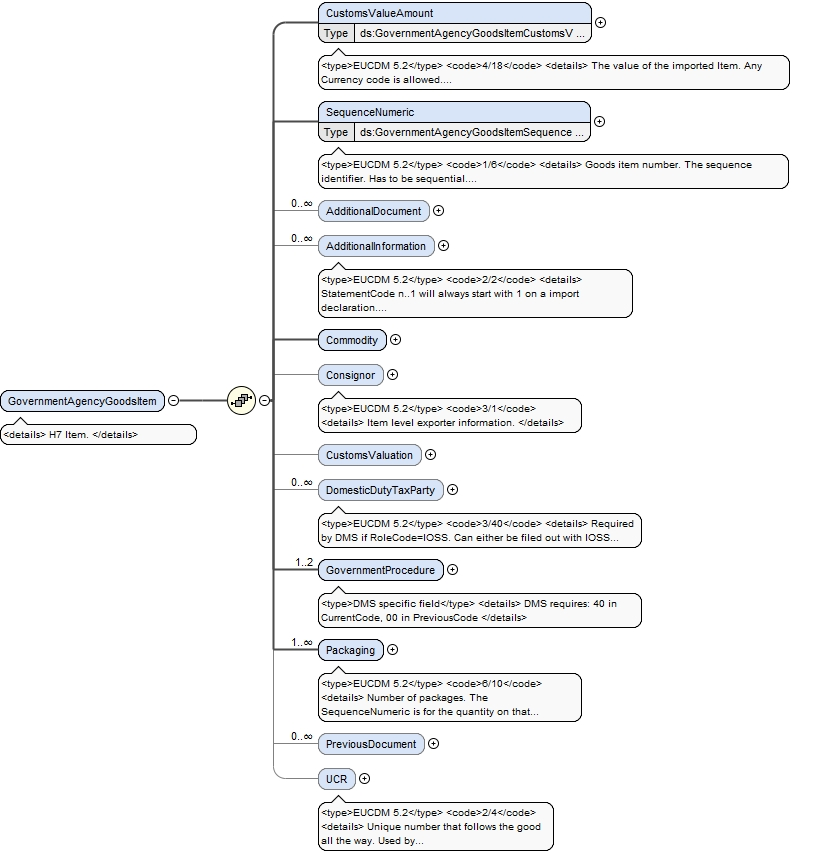 CustomsValueAmount
Type ds:GovernmentAgencyGoodsItemCustomsV ...
<type>EUCDM 5.2</type> <code>4/18</code> <details> The value of the imported Item. Any
Currency code is allowed....
SequenceNumeric
Type ds:GovernmentAgencyGoodsItemSequence ...
<type>EUCDM 5.2</type> <code>1/6</code> <details> Goods item number. The sequence
identifier. Has to be sequential....
0..∞
AdditionalDocument
0..∞
AdditionalInformation
<type>EUCDM 5.2</type> <code>2/2</code> <details>
StatementCode n..1 will always start with 1 on a import
declaration....
Commodity
Consignor
GovernmentAgencyGoodsItem
<details> H7 Item. </details>
<type>EUCDM 5.2</type> <code>3/1</code>
<details> Item level exporter information. </details>
CustomsValuation
0..∞
DomesticDutyTaxParty
<type>EUCDM 5.2</type> <code>3/40</code> <details> Required
by DMS if RoleCode=IOSS. Can either be filed out with IOSS...
1..2
GovernmentProcedure
<type>DMS specific field</type> <details> DMS requires: 40 in
CurrentCode, 00 in PreviousCode </details>
1..∞
Packaging
<type>EUCDM 5.2</type> <code>6/10</code>
<details> Number of packages. The
SequenceNumeric is for the quantity on that...
0..∞
PreviousDocument
UCR
<type>EUCDM 5.2</type> <code>2/4</code>
<details> Unique number that follows the good
all the way. Used by...